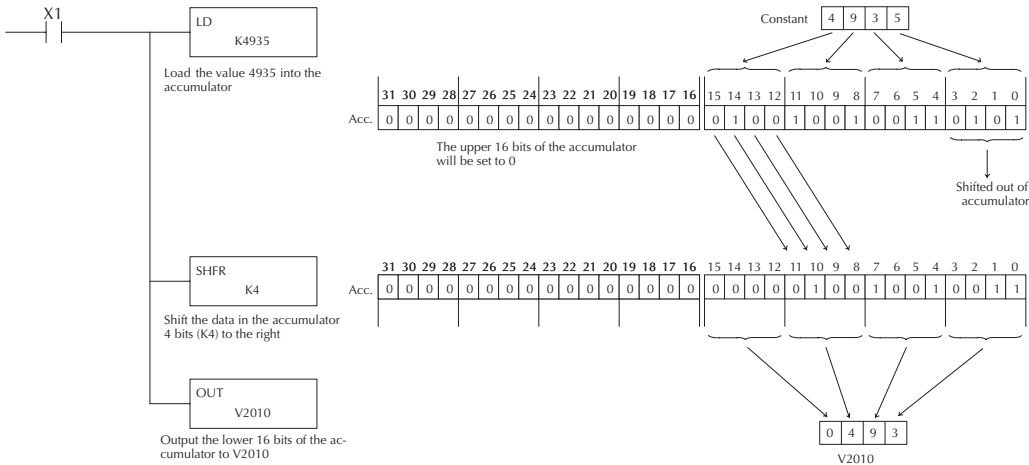 X1
LD
K4935
Load the value 4935 into the
accumulator
Constant 4 9 3 5
31 30 29 28 27 26 25 24 23 22 21 20 19 18 17 16 15 14 13 12 11 10 9 8 7 6 5 4 3 2 1 0
Acc. 0 0 0 0 0 0 0 0 0 0 0 0 0 0 0 0 0 1 0 0 1 0 0 1 0 0 1 1 0 1 0 1
The upper 16 bits of the accumulator
will be set to 0
Shifted out of
accumulator
SHFR
K4
Shift the data in the accumulator
4 bits (K4) to the right
31 30 29 28 27 26 25 24 23 22 21 20 19 18 17 16 15 14 13 12 11 10 9 8 7 6 5 4 3 2 1 0
Acc. 0 0 0 0 0 0 0 0 0 0 0 0 0 0 0 0 0 0 0 0 0 1 0 0 1 0 0 1 0 0 1 1
OUT
V2010
Output the lower 16 bits of the ac-
cumulator to V2010
0 4 9 3
V2010